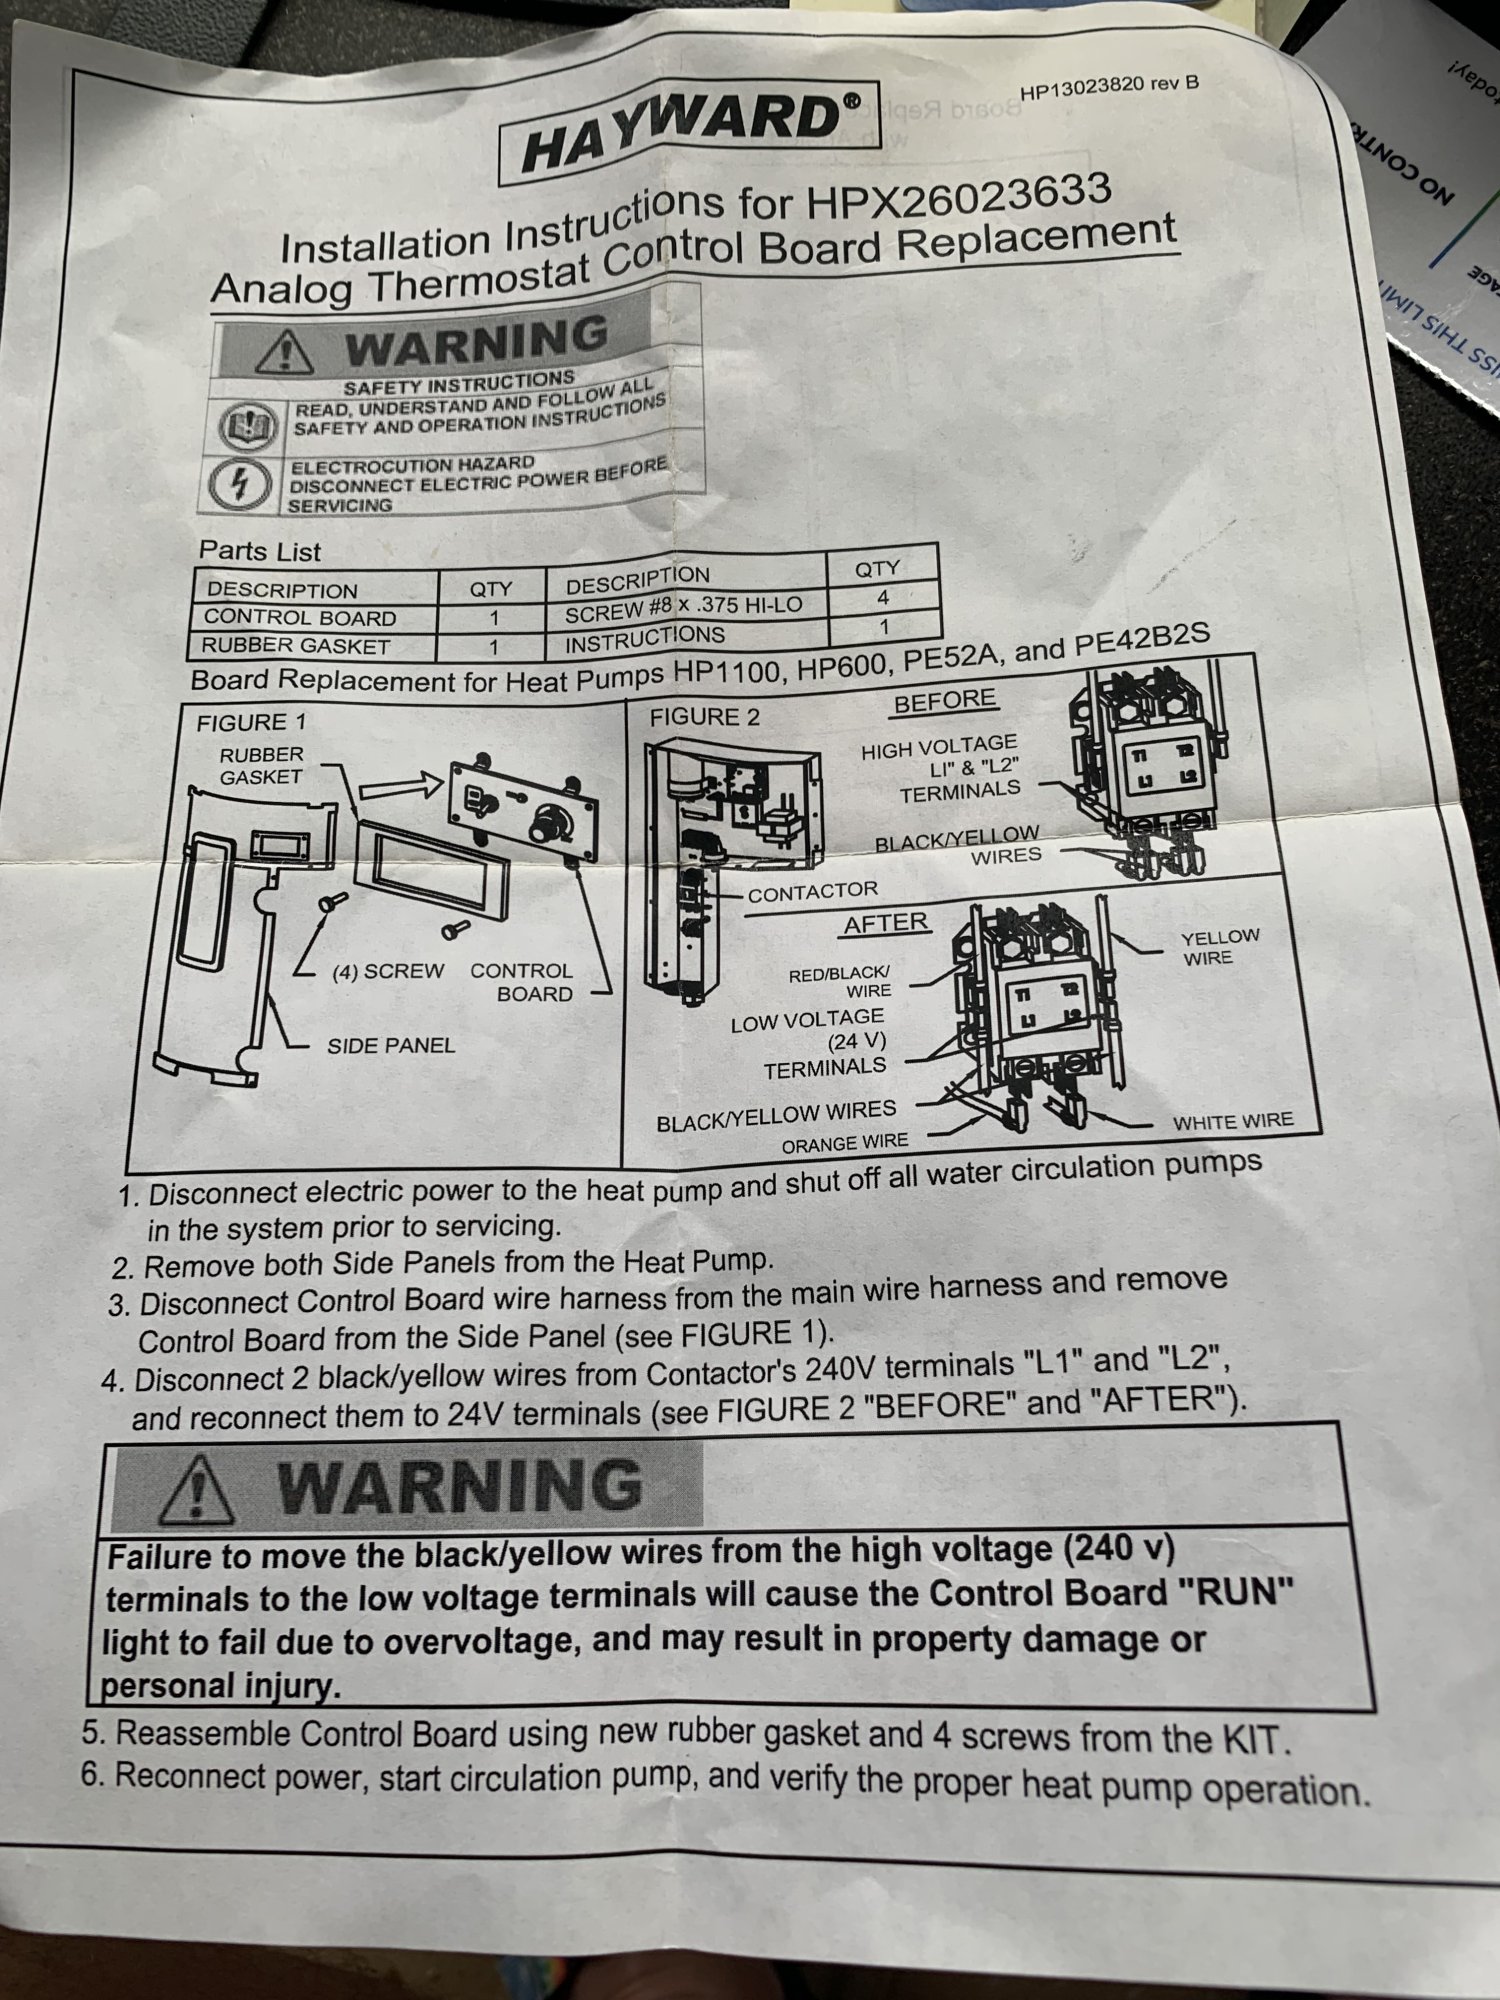 HAYWARD®
HP13023820 rev B
Installation Instructions for HPX26023633
Analog Thermostat Control Board Replacement
WARNING
SAFETY INSTRUCTIONS
READ, UNDERSTAND AND FOLLOW ALL
SAFETY AND OPERATION INSTRUCTIONS
ELECTROCUTION HAZARD
DISCONNECT ELECTRIC POWER BEFORE
SERVICING
Parts List
DESCRIPTION QTY DESCRIPTION QTY
CONTROL BOARD 1 SCREW #8 x .375 HI-LO 4
RUBBER GASKET 1 INSTRUCTIONS 1
Board Replacement for Heat Pumps HP1100, HP600, PE52A, and PE42B2S
FIGURE 1
RUBBER
GASKET
(4) SCREW
CONTROL
BOARD
SIDE PANEL
FIGURE 2
BEFORE
HIGH VOLTAGE
LI" & "L2"
TERMINALS
T1 T2
L1 L2
BLACK/YELLOW
WIRES
CONTACTOR
AFTER
RED/BLACK/
WIRE
YELLOW
WIRE
T1 T2
L1 L2
LOW VOLTAGE
(24 V)
TERMINALS
BLACK/YELLOW WIRES
ORANGE WIRE
WHITE WIRE
1. Disconnect electric power to the heat pump and shut off all water circulation pumps
in the system prior to servicing.
2. Remove both Side Panels from the Heat Pump.
3. Disconnect Control Board wire harness from the main wire harness and remove
Control Board from the Side Panel (see FIGURE 1).
4. Disconnect 2 black/yellow wires from Contactor's 240V terminals "L1" and "L2",
and reconnect them to 24V terminals (see FIGURE 2 "BEFORE" and "AFTER").
WARNING
Failure to move the black/yellow wires from the high voltage (240 v)
terminals to the low voltage terminals will cause the Control Board "RUN"
light to fail due to overvoltage, and may result in property damage or
personal injury.
5. Reassemble Control Board using new rubber gasket and 4 screws from the KIT.
6. Reconnect power, start circulation pump, and verify the proper heat pump operation.
NO
THIS